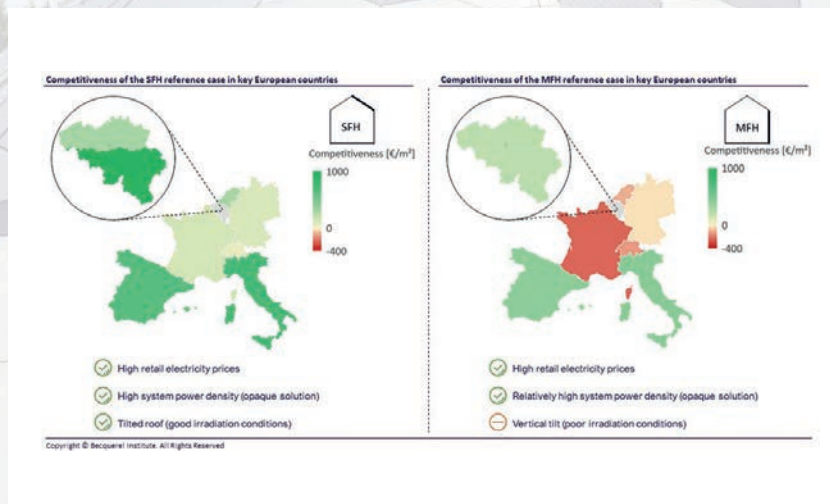 Competitiveness of the SFH reference case in key European countries
SFH
Competitiveness [€/m²]
1000
0
-400
High retail electricity prices
High system power density (opaque solution)
Tilted roof (good irradiation conditions)
Competitiveness of the MFH reference case in key European countries
MFH
Competitiveness [€/m²]
1000
0
-400
High retail electricity prices
Relatively high system power density (opaque solution)
Vertical tilt (poor irradiation conditions)
Copyright © Becquerel Institute. All Rights Reserved